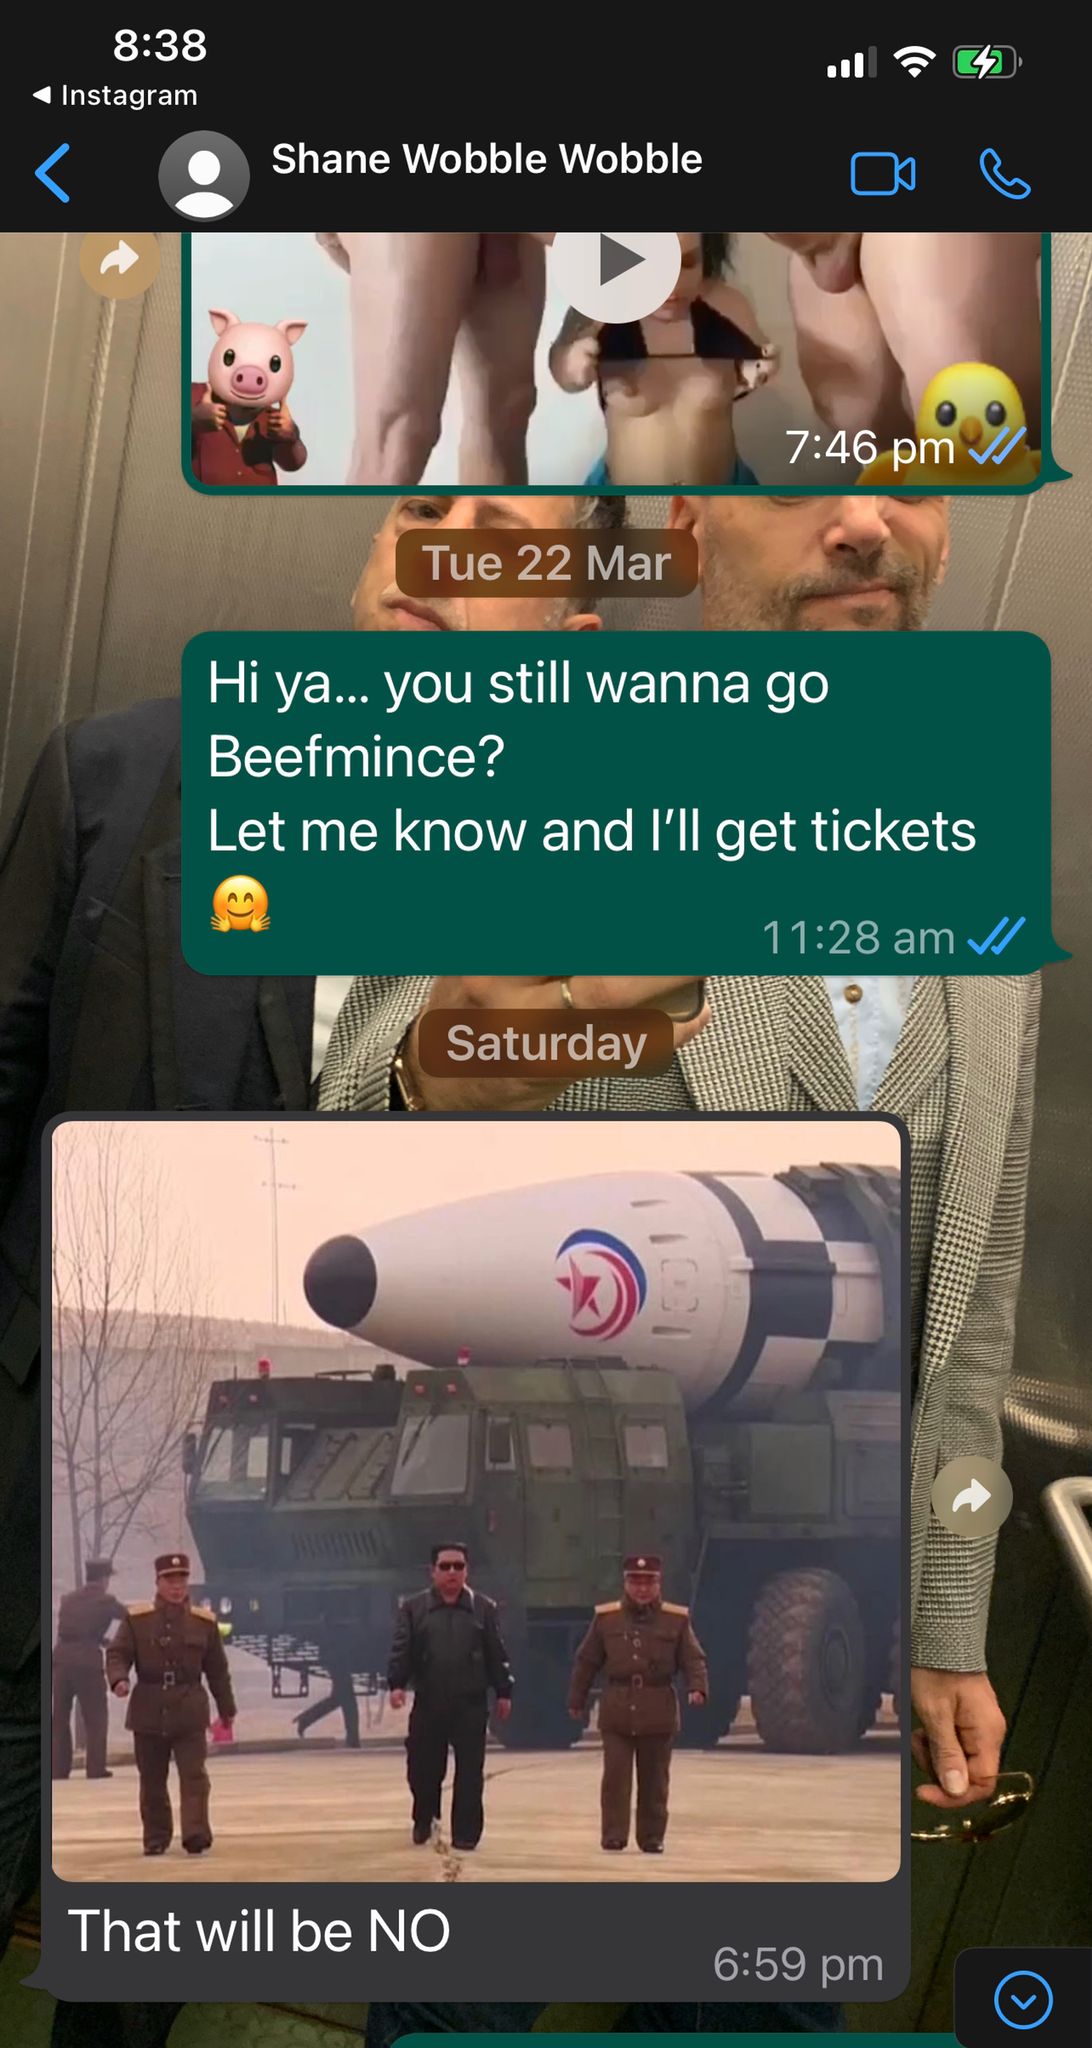 8:38
Instagram
Shane Wobble Wobble
7:46 pm
Tue 22 Mar
Hi ya... you still wanna go
Beefmince?
Let me know and I’ll get tickets
🤗
11:28 am
Saturday
That will be NO
6:59 pm